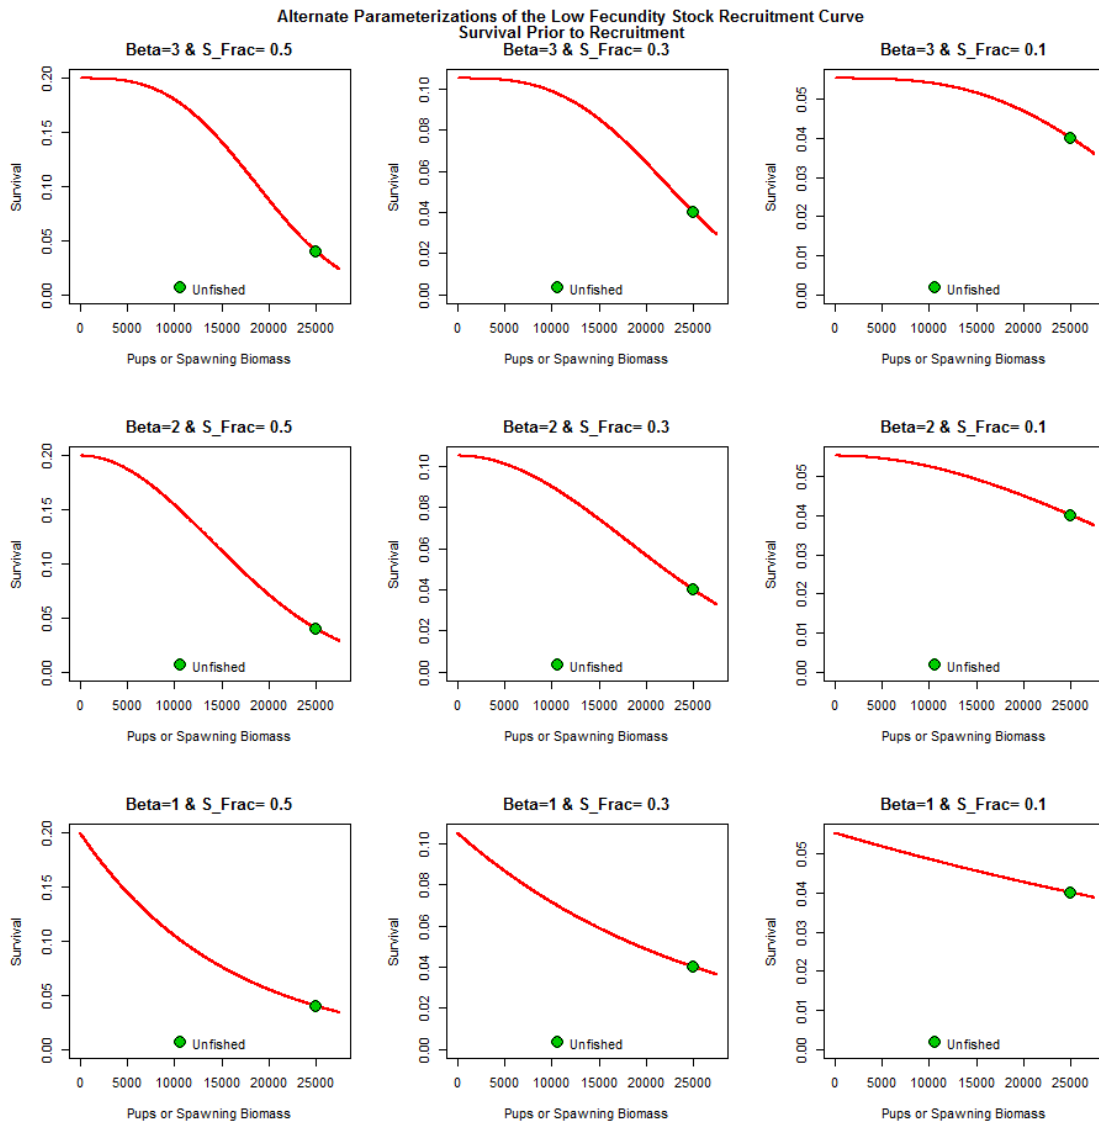 Alternate Parameterizations of the Low Fecundity Stock Recruitment Curve
Survival Prior to Recruitment
Beta=3 & S_Frac= 0.5
Survival
0.00 0.05 0.10 0.15 0.20
Unfished
0 5000 10000 15000 20000 25000
Pups or Spawning Biomass
Beta=3 & S_Frac= 0.3
Survival
0.00 0.02 0.04 0.06 0.08 0.10
Unfished
0 5000 10000 15000 20000 25000
Pups or Spawning Biomass
Beta=3 & S_Frac= 0.1
Survival
0.00 0.01 0.02 0.03 0.04 0.05
Unfished
0 5000 10000 15000 20000 25000
Pups or Spawning Biomass
Beta=2 & S_Frac= 0.5
Survival
0.00 0.05 0.10 0.15 0.20
Unfished
0 5000 10000 15000 20000 25000
Pups or Spawning Biomass
Beta=2 & S_Frac= 0.3
Survival
0.00 0.02 0.04 0.06 0.08 0.10
Unfished
0 5000 10000 15000 20000 25000
Pups or Spawning Biomass
Beta=2 & S_Frac= 0.1
Survival
0.00 0.01 0.02 0.03 0.04 0.05
Unfished
0 5000 10000 15000 20000 25000
Pups or Spawning Biomass
Beta=1 & S_Frac= 0.5
Survival
0.00 0.05 0.10 0.15 0.20
Unfished
0 5000 10000 15000 20000 25000
Pups or Spawning Biomass
Beta=1 & S_Frac= 0.3
Survival
0.00 0.02 0.04 0.06 0.08 0.10
Unfished
0 5000 10000 15000 20000 25000
Pups or Spawning Biomass
Beta=1 & S_Frac= 0.1
Survival
0.00 0.01 0.02 0.03 0.04 0.05
Unfished
0 5000 10000 15000 20000 25000
Pups or Spawning Biomass